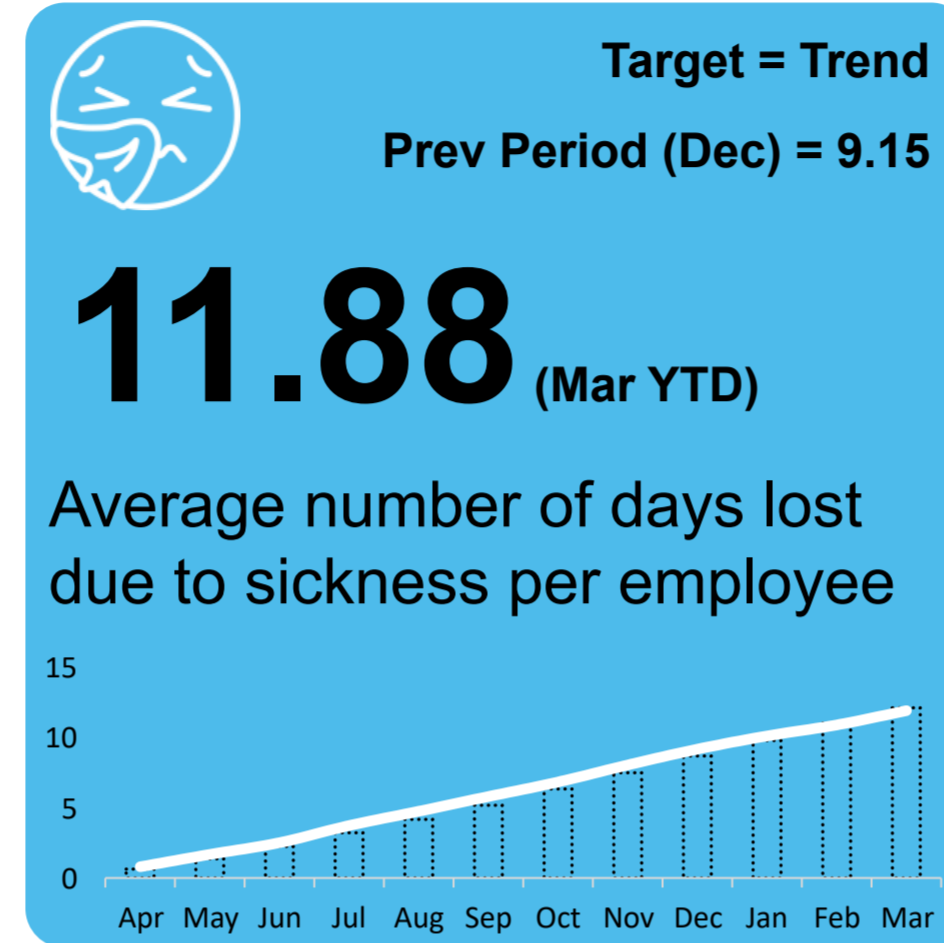 Target = Trend
Prev Period (Dec) = 9.15
11.88 (Mar YTD)
Average number of days lost
due to sickness per employee
15
10
5
0
Apr May Jun Jul Aug Sep Oct Nov Dec Jan Feb Mar